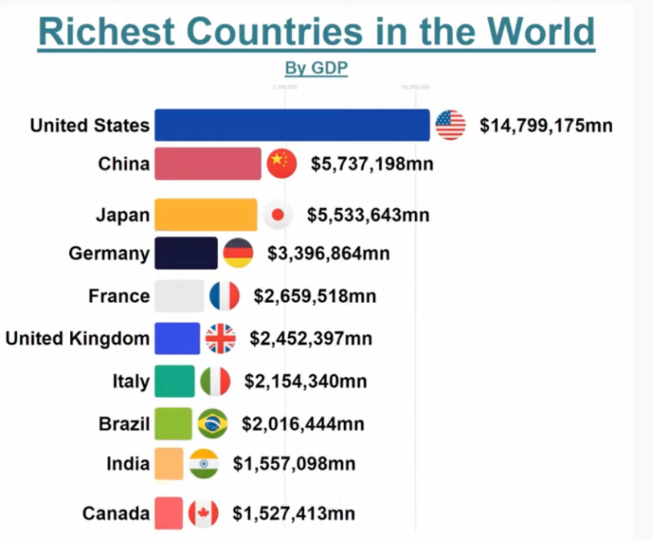 Richest Countries in the World
By GDP
United States $14,799,175mn
China $5,737,198mn
Japan $5,533,643mn
Germany $3,396,864mn
France $2,659,518mn
United Kingdom $2,452,397mn
Italy $2,154,340mn
Brazil $2,016,444mn
India $1,557,098mn
Canada $1,527,413mn